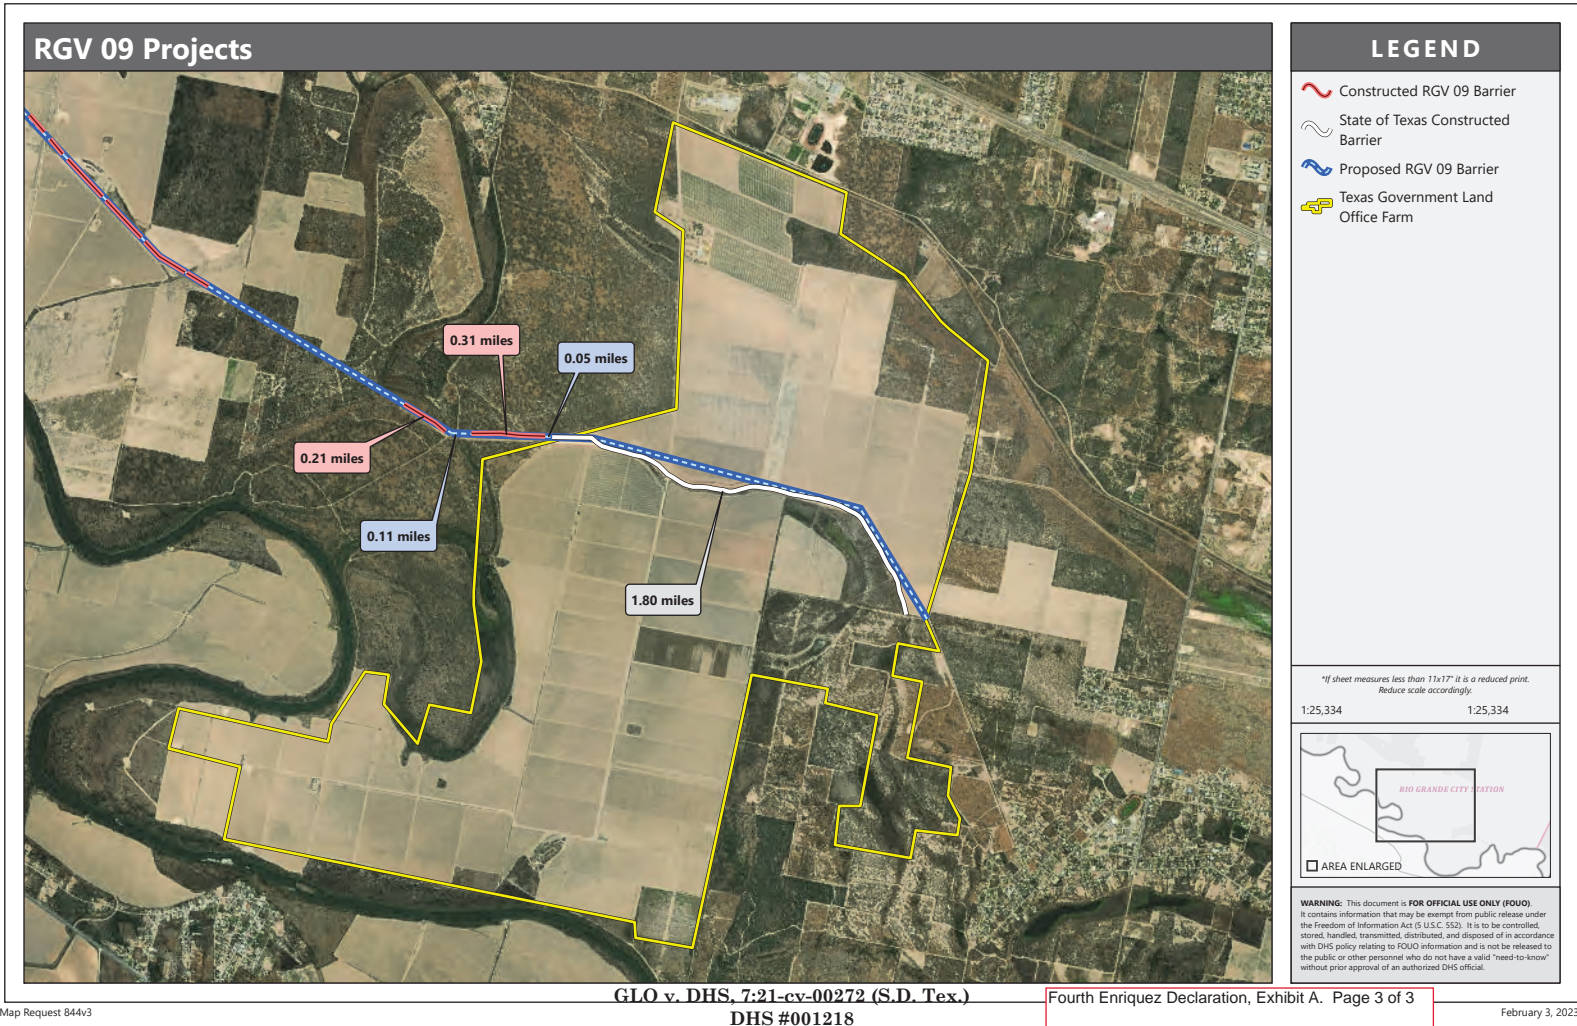 RGV 09 Projects
0.31 miles
0.05 miles
0.21 miles
0.11 miles
1.80 miles
LEGEND
Constructed RGV 09 Barrier
State of Texas Constructed
Barrier
Proposed RGV 09 Barrier
Texas Government Land
Office Farm
*If sheet measures less than 11x17" it is a reduced print.
Reduce scale accordingly.
1:25,334 1:25,334
RIO GRANDE CITY STATION
AREA ENLARGED
WARNING: This document is FOR OFFICIAL USE ONLY (FOUO).
It contains information that may be exempt from public release under
the Freedom of Information Act (5 U.S.C. 552). It is to be controlled,
stored, handled, transmitted, distributed, and disposed of in accordance
with DHS policy relating to FOUO information and is not be released to
the public or other personnel who do not have a valid "need-to-know"
without prior approval of an authorized DHS official.
GLO v. DHS, 7:21-cv-00272 (S.D. Tex.)
DHS #001218
Fourth Enriquez Declaration, Exhibit A. Page 3 of 3
Map Request 844v3
February 3, 2023